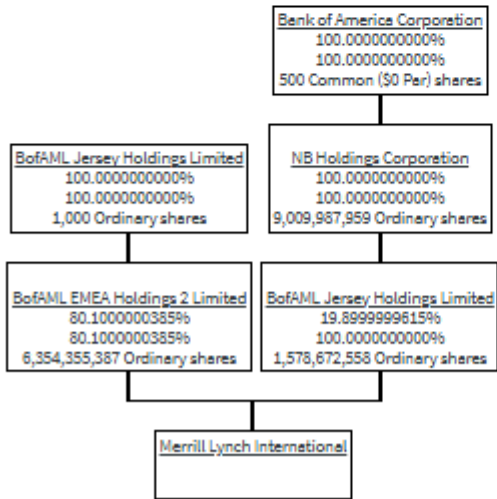 Bank of America Corporation
100.0000000000%
100.0000000000%
500 Common ($0 Par) shares
BofAML Jersey Holdings Limited
100.0000000000%
100.0000000000%
1,000 Ordinary shares
NB Holdings Corporation
100.0000000000%
100.0000000000%
9,009,987,959 Ordinary shares
BofAML EMEA Holdings 2 Limited
80.1000000385%
80.1000000385%
6,354,355,387 Ordinary shares
BofAML Jersey Holdings Limited
19.8999999615%
100.0000000000%
1,578,672,558 Ordinary shares
Merrill Lynch International